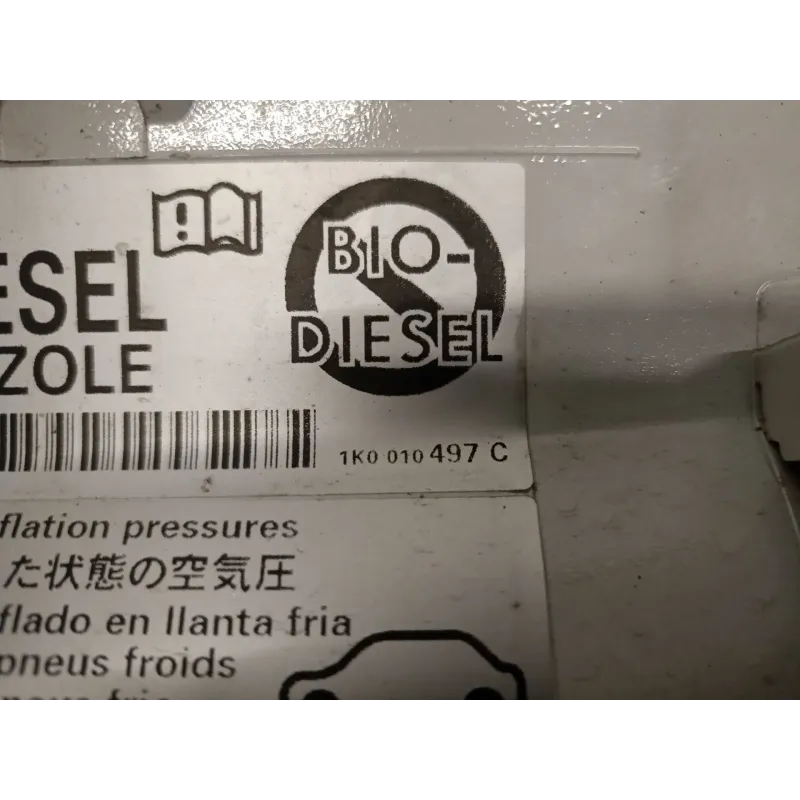 BIO-
DIESEL
ESEL
ZOLE
1K0 010 497 C
flation pressures
た状態の空気圧
flado en llanta fria
pneus froids